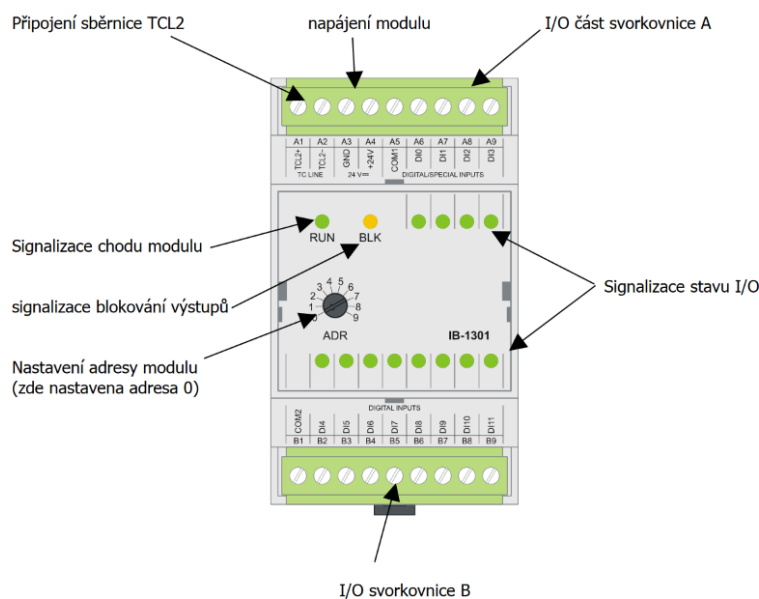 Připojení sběrnice TCL2
napájení modulu
I/O část svorkovnice A
A1 A2 A3 A4 A5 A6 A7 A8 A9
TCL2+ TCL2- GND +24V COM1 DI0 DI1 DI2 DI3
TC LINE 24 V⎓ DIGITAL/SPECIAL INPUTS
Signalizace chodu modulu
RUN BLK
Signalizace stavu I/O
signalizace blokování výstupů
0 1 2 3 4 5 6 7 8 9
ADR IB-1301
Nastavení adresy modulu
(zde nastavena adresa 0)
DIGITAL INPUTS
COM2 DI4 DI5 DI6 DI7 DI8 DI9 DI10 DI11
B1 B2 B3 B4 B5 B6 B7 B8 B9
I/O svorkovnice B